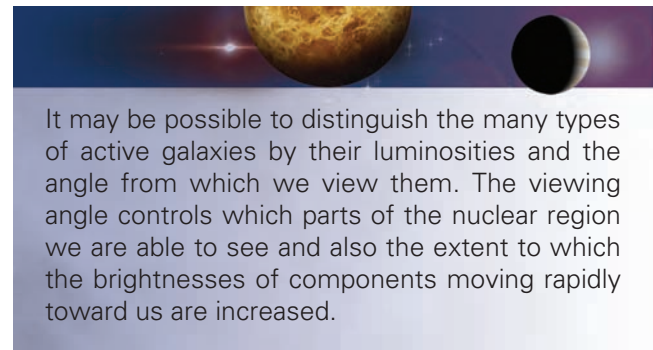 It may be possible to distinguish the many types
of active galaxies by their luminosities and the
angle from which we view them. The viewing
angle controls which parts of the nuclear region
we are able to see and also the extent to which
the brightnesses of components moving rapidly
toward us are increased.